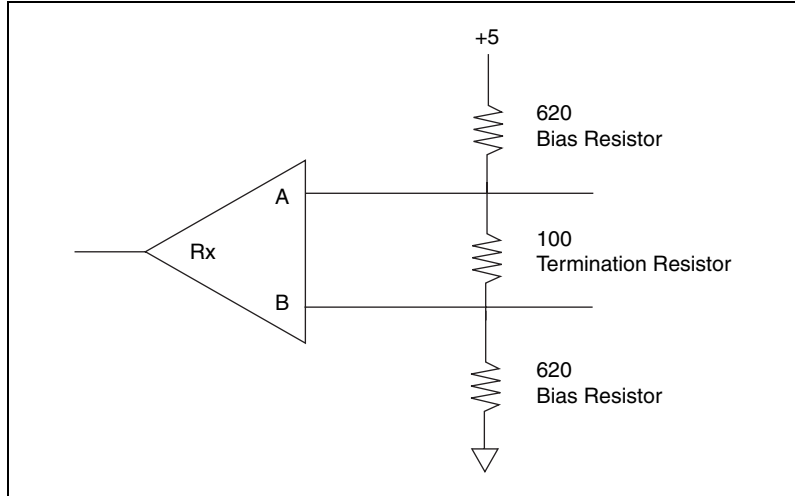 +5
620
Bias Resistor
A
100
Termination Resistor
Rx
B
620
Bias Resistor